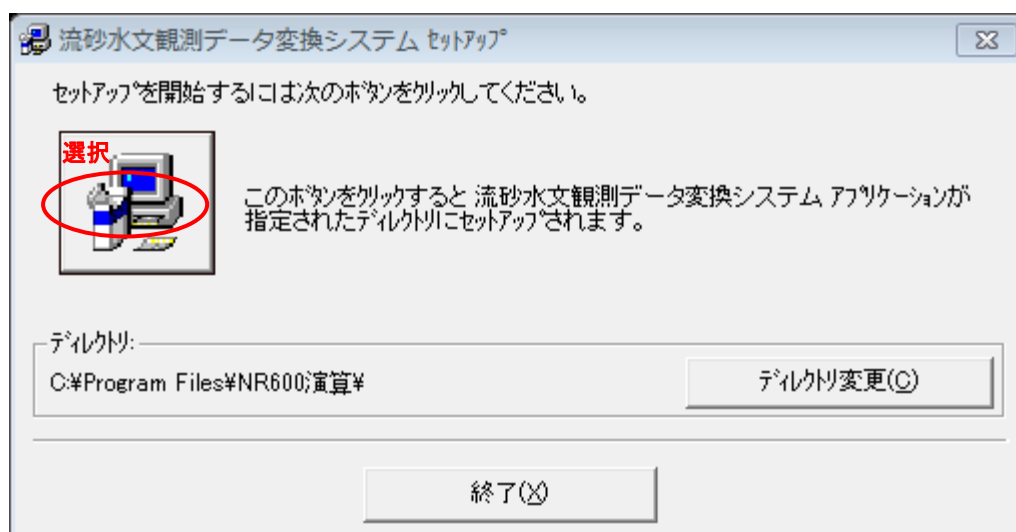 流砂水文観測データ変換システム ｾｯﾄｱｯﾌﾟ
ｾｯﾄｱｯﾌﾟを開始するには次のﾎﾞﾀﾝをｸﾘｯｸしてください。
選択
このﾎﾞﾀﾝをｸﾘｯｸすると 流砂水文観測データ変換システム ｱﾌﾟﾘｹｰｼｮﾝが
指定されたﾃﾞｨﾚｸﾄﾘにｾｯﾄｱｯﾌﾟされます。
ﾃﾞｨﾚｸﾄﾘ:
C:¥Program Files¥NR600演算¥
ﾃﾞｨﾚｸﾄﾘ変更(C)
終了(X)